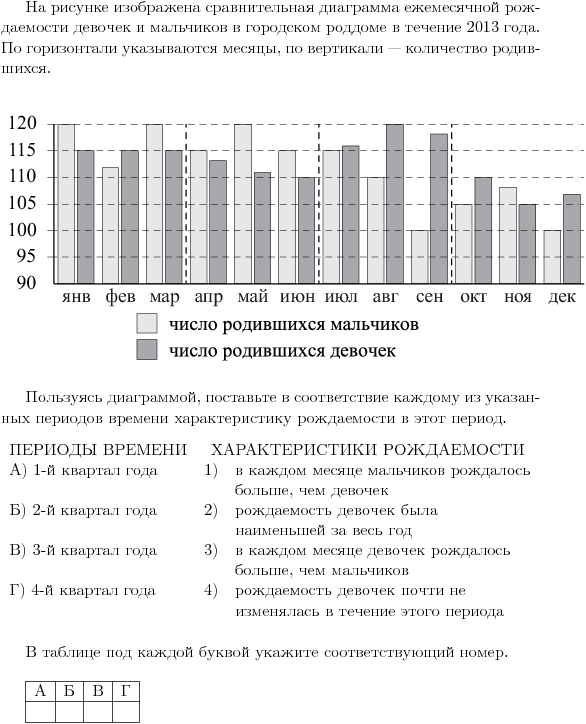 На рисунке изображена сравнительная диаграмма ежемесячной рож-
даемости девочек и мальчиков в городском роддоме в течение 2013 года.
По горизонтали указываются месяцы, по вертикали — количество родив-
шихся.
120
115
110
105
100
95
90
янв фев мар апр май июн июл авг сен окт ноя дек
число родившихся мальчиков
число родившихся девочек
Пользуясь диаграммой, поставьте в соответствие каждому из указан-
ных периодов времени характеристику рождаемости в этот период.
ПЕРИОДЫ ВРЕМЕНИ ХАРАКТЕРИСТИКИ РОЖДАЕМОСТИ
А) 1-й квартал года 1) в каждом месяце мальчиков рождалось
больше, чем девочек
Б) 2-й квартал года 2) рождаемость девочек была
наименьшей за весь год
В) 3-й квартал года 3) в каждом месяце девочек рождалось
больше, чем мальчиков
Г) 4-й квартал года 4) рождаемость девочек почти не
изменялась в течение этого периода
В таблице под каждой буквой укажите соответствующий номер.
А Б В Г